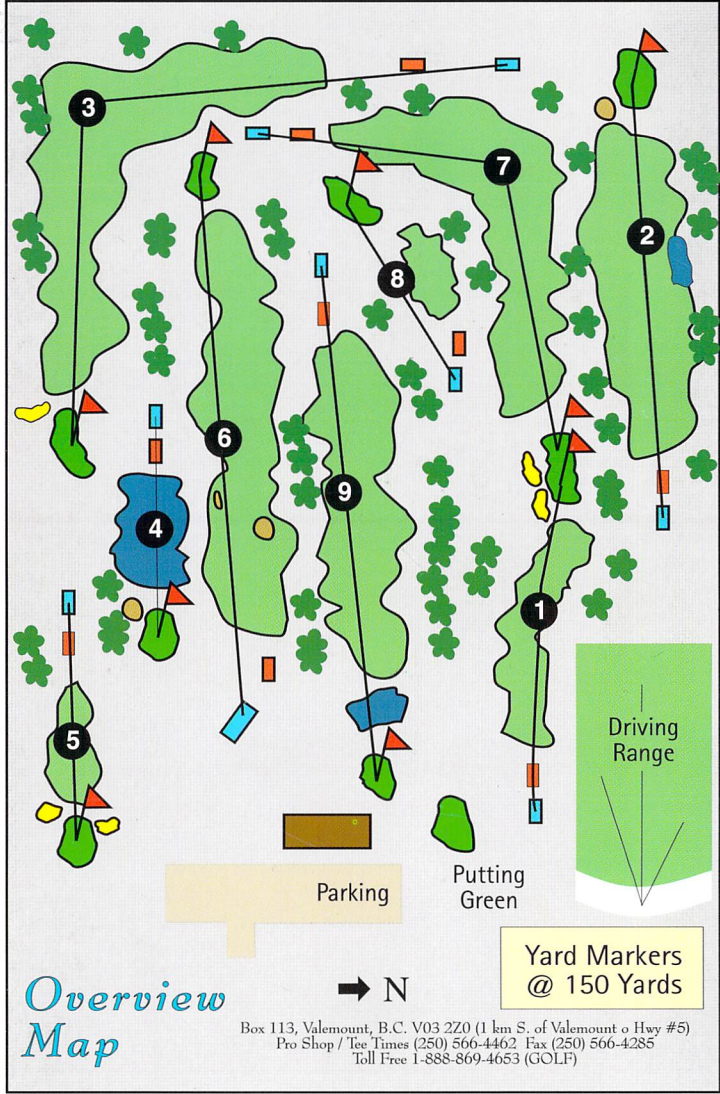 3
7
2
8
6
9
4
1
5
Driving
Range
Parking
Putting
Green
Yard Markers
@ 150 Yards
N
Overview
Map
Box 113, Valemount, B.C. V03 2Z0 (1 km S. of Valemount o Hwy #5)
Pro Shop / Tee Times (250) 566-4462 Fax (250) 566-4285
Toll Free 1-888-869-4653 (GOLF)